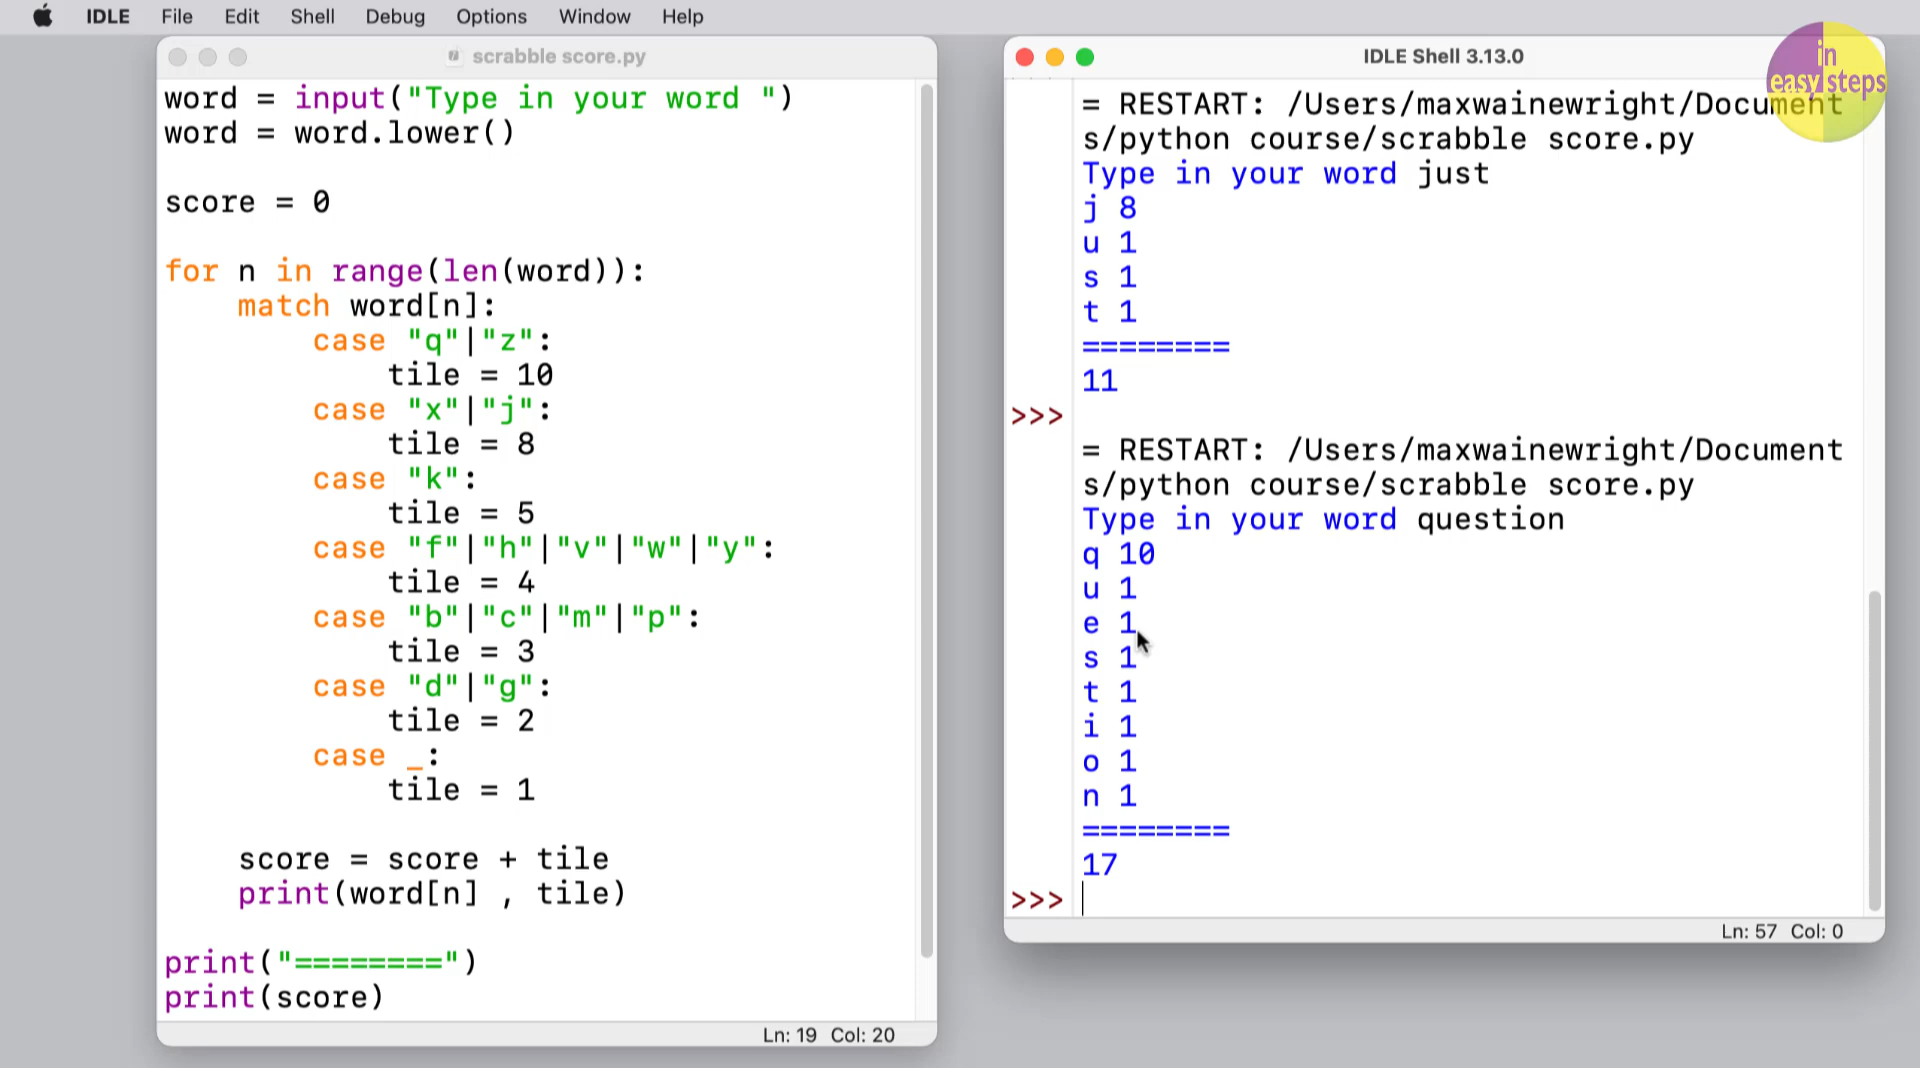 IDLE File Edit Shell Debug Options Window Help
scrabble score.py
word = input("Type in your word ")
word = word.lower()

score = 0

for n in range(len(word)):
    match word[n]:
        case "q"|"z":
            tile = 10
        case "x"|"j":
            tile = 8
        case "k":
            tile = 5
        case "f"|"h"|"v"|"w"|"y":
            tile = 4
        case "b"|"c"|"m"|"p":
            tile = 3
        case "d"|"g":
            tile = 2
        case _:
            tile = 1

    score = score + tile
    print(word[n] , tile)

print("========")
print(score)
Ln: 19 Col: 20
IDLE Shell 3.13.0
in
easy steps
= RESTART: /Users/maxwainewright/Document
s/python course/scrabble score.py
Type in your word just
j 8
u 1
s 1
t 1
========
11
>>>
= RESTART: /Users/maxwainewright/Document
s/python course/scrabble score.py
Type in your word question
q 10
u 1
e 1
s 1
t 1
i 1
o 1
n 1
========
17
>>>
Ln: 57 Col: 0